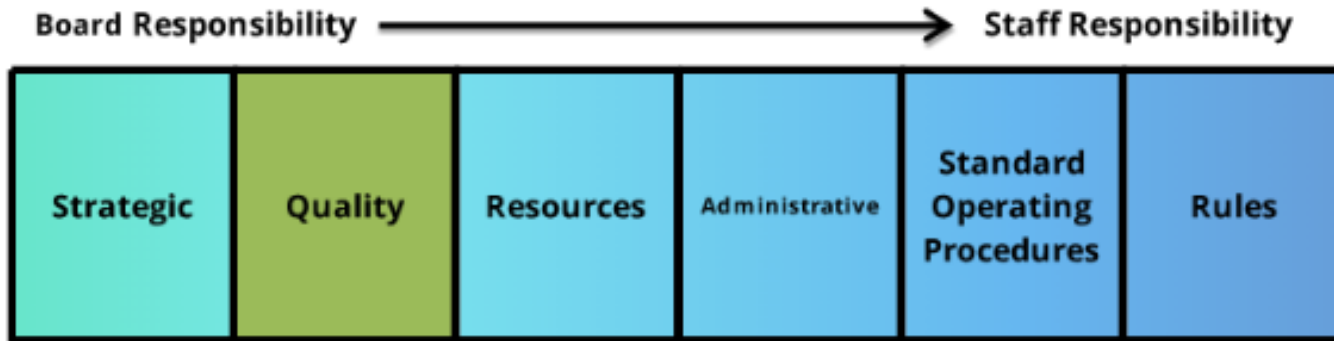 Board Responsibility
Staff Responsibility
Strategic
Quality
Resources
Administrative
Standard
Operating
Procedures
Rules